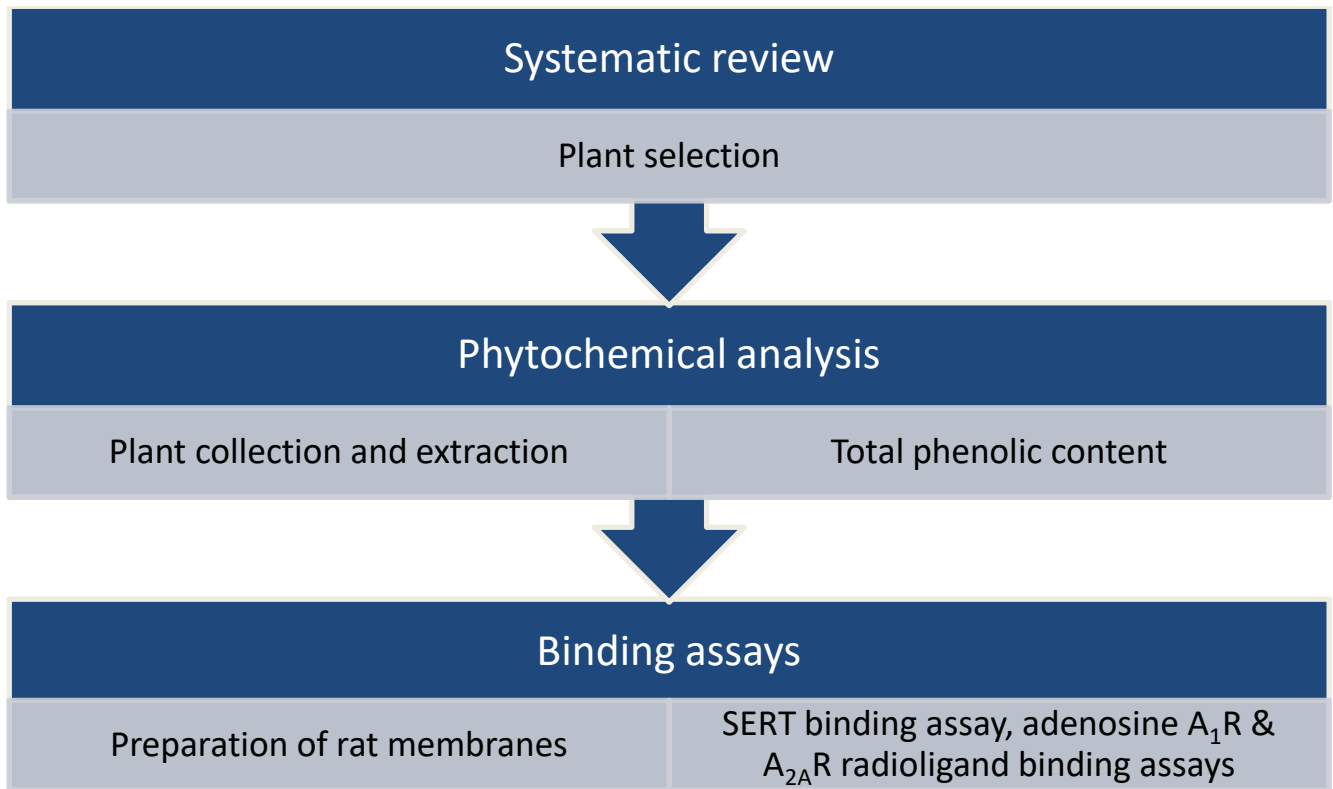 Systematic review
Plant selection
Phytochemical analysis
Plant collection and extraction
Total phenolic content
Binding assays
Preparation of rat membranes
SERT binding assay, adenosine A₁R &
A₂ₐR radioligand binding assays